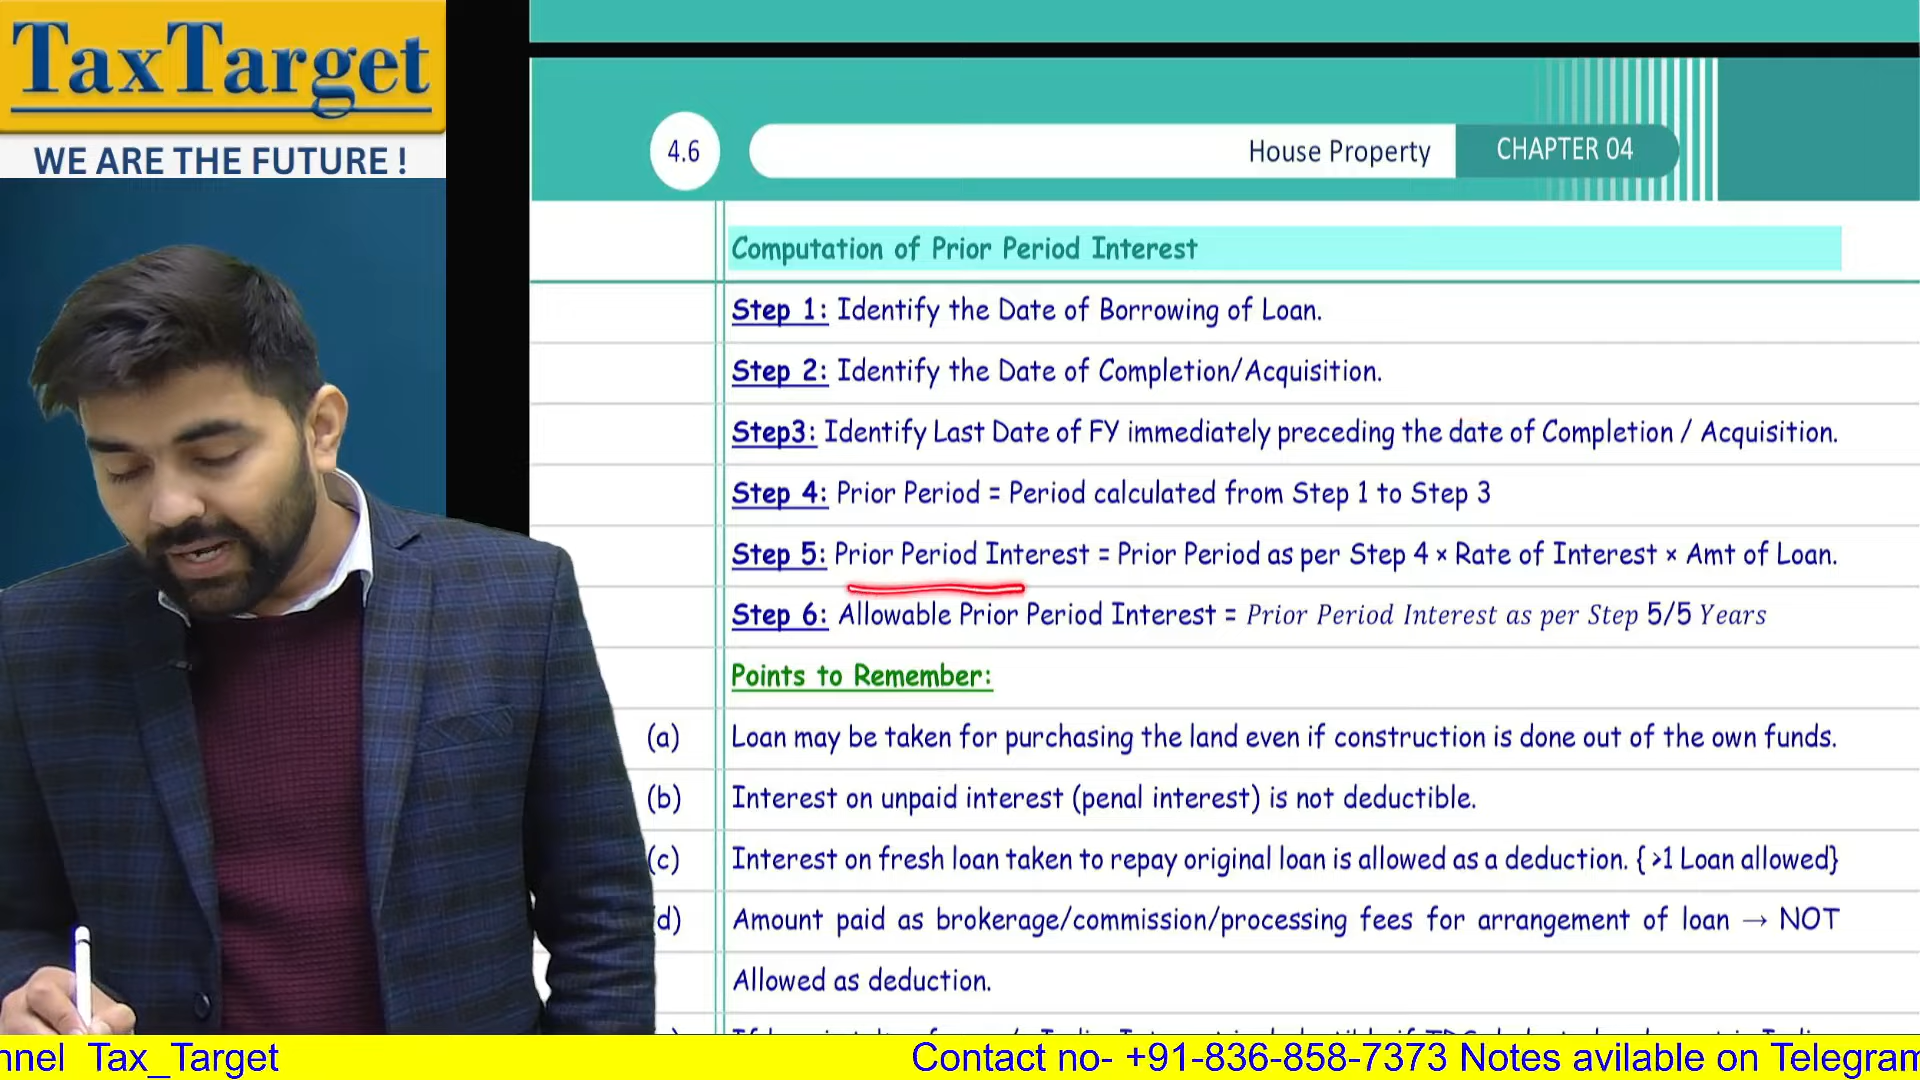 TaxTarget
WE ARE THE FUTURE !
4.6
House Property
CHAPTER 04
Computation of Prior Period Interest
Step 1: Identify the Date of Borrowing of Loan.
Step 2: Identify the Date of Completion/Acquisition.
Step3: Identify Last Date of FY immediately preceding the date of Completion / Acquisition.
Step 4: Prior Period = Period calculated from Step 1 to Step 3
Step 5: Prior Period Interest = Prior Period as per Step 4 × Rate of Interest × Amt of Loan.
Step 6: Allowable Prior Period Interest = Prior Period Interest as per Step 5/5 Years
Points to Remember:
(a) Loan may be taken for purchasing the land even if construction is done out of the own funds.
(b) Interest on unpaid interest (penal interest) is not deductible.
(c) Interest on fresh loan taken to repay original loan is allowed as a deduction. { >1 Loan allowed}
d) Amount paid as brokerage/commission/processing fees for arrangement of loan → NOT
Allowed as deduction.
nnel Tax_Target
Contact no- +91-836-858-7373 Notes avilable on Telegram